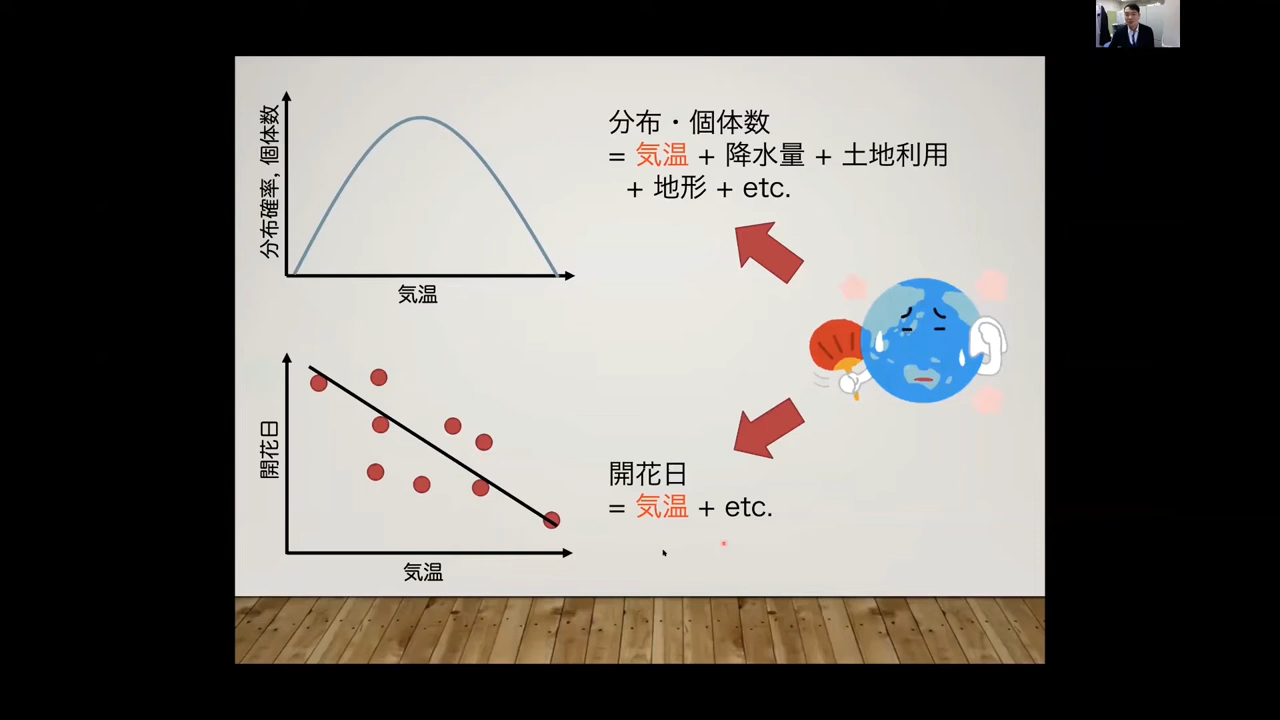 分布確率, 個体数
気温
分布・個体数
= 気温 + 降水量 + 土地利用
+ 地形 + etc.
開花日
気温
開花日
= 気温 + etc.